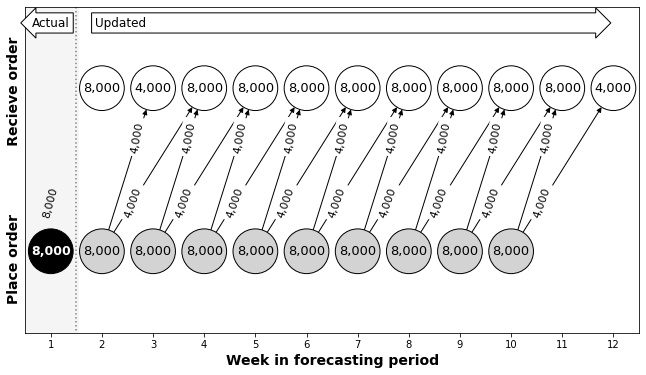 Actual
Updated
Recieve order
8,000 4,000 8,000 8,000 8,000 8,000 8,000 8,000 8,000 8,000 4,000
4,000 4,000 4,000 4,000 4,000 4,000 4,000 4,000 4,000
8,000 4,000 4,000 4,000 4,000 4,000 4,000 4,000 4,000 4,000
Place order
8,000 8,000 8,000 8,000 8,000 8,000 8,000 8,000 8,000 8,000
1 2 3 4 5 6 7 8 9 10 11 12
Week in forecasting period